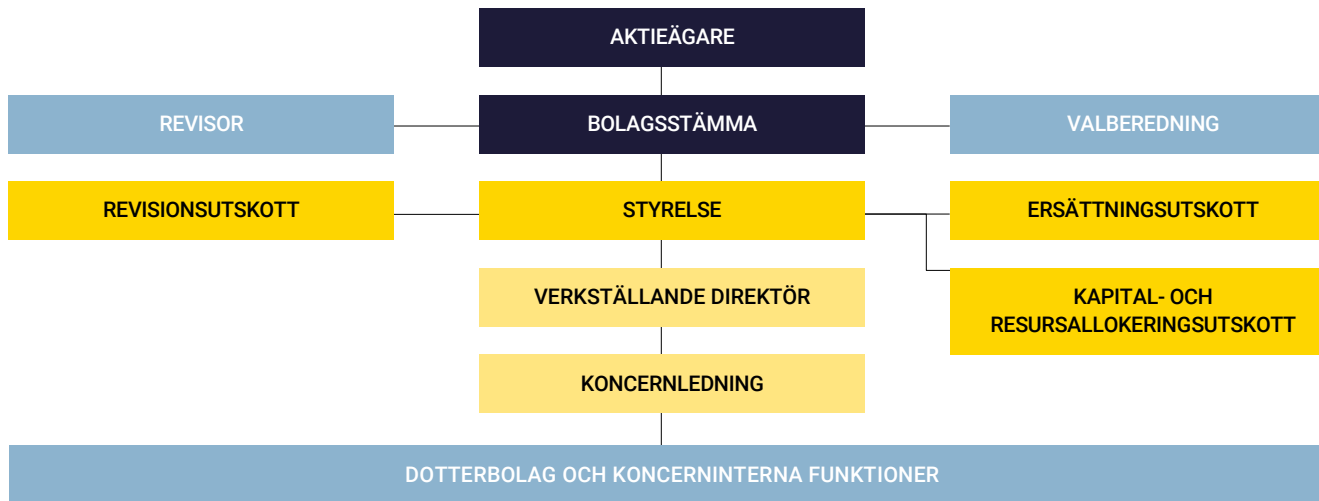 AKTIEÄGARE
REVISOR
BOLAGSSTÄMMA
VALBEREDNING
REVISIONSUTSKOTT
STYRELSE
ERSÄTTNINGSUTSKOTT
VERKSTÄLLANDE DIREKTÖR
KAPITAL- OCH
RESURSALLOKERINGSUTSKOTT
KONCERNLEDNING
DOTTERBOLAG OCH KONCERNINTERNA FUNKTIONER